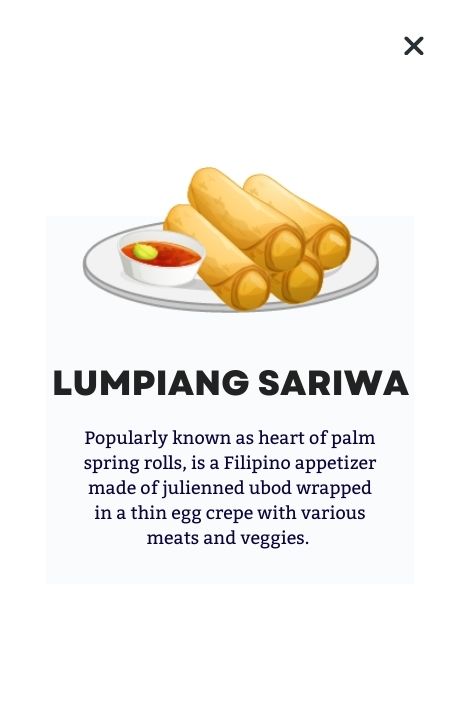 LUMPIANG SARIWA
Popularly known as heart of palm
spring rolls, is a Filipino appetizer
made of julienned ubod wrapped
in a thin egg crepe with various
meats and veggies.